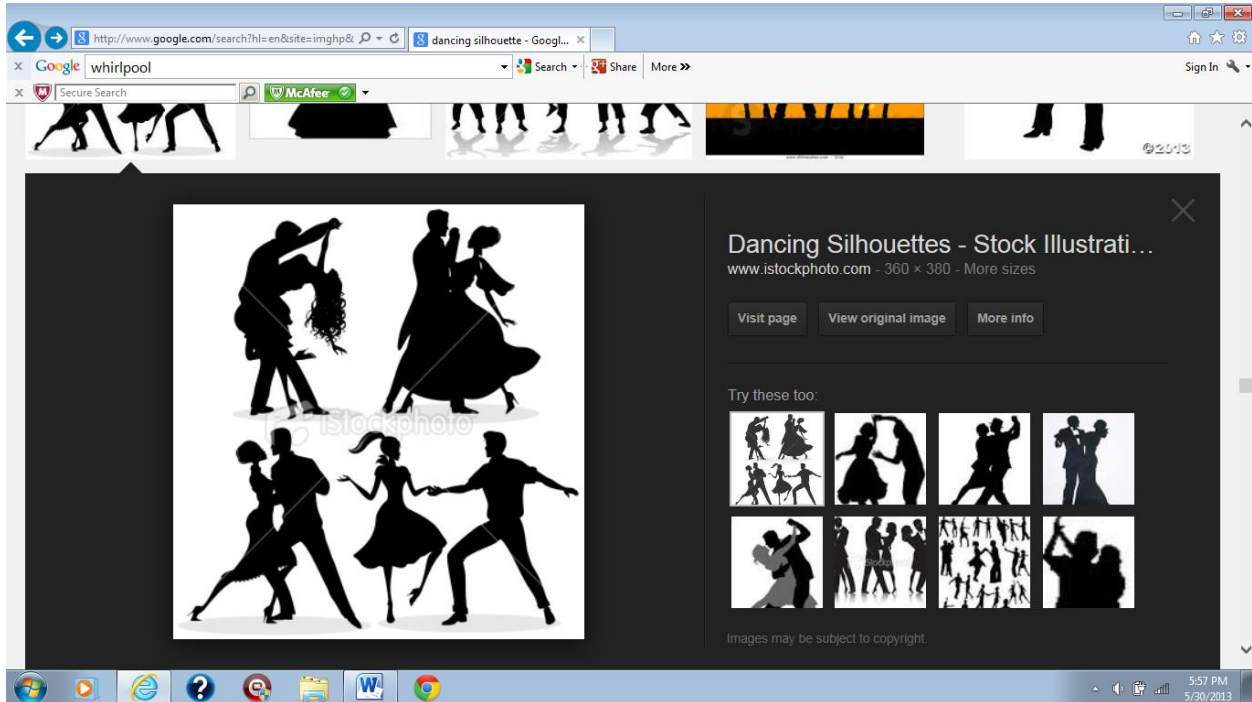 http://www.google.com/search?hl=en&site=imghp&
dancing silhouette - Googl...
Google whirlpool Search Share More »
Sign In
Secure Search McAfee
©2013
Dancing Silhouettes - Stock Illustrati...
www.istockphoto.com - 360 × 380 - More sizes
Visit page View original image More info
Try these too:
iStockphoto
Images may be subject to copyright.
5:57 PM
5/30/2013